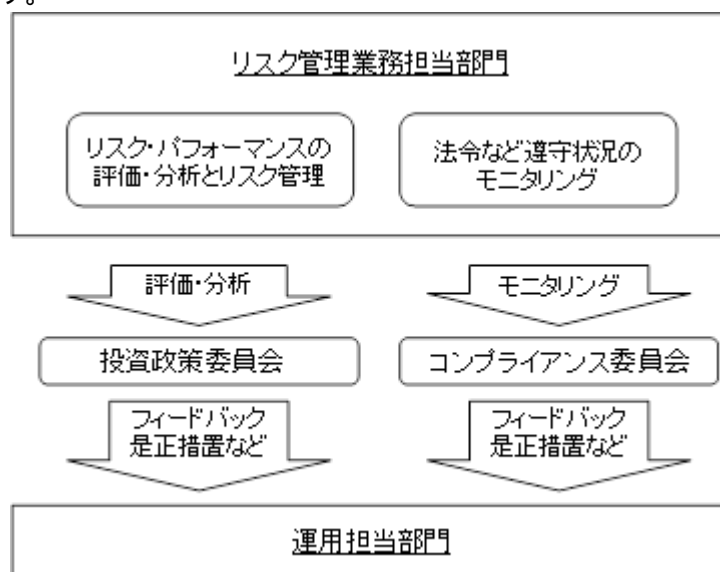 う。
リスク管理業務担当部門
リスク・パフォーマンスの
評価・分析とリスク管理
法令など遵守状況の
モニタリング
評価・分析
モニタリング
投資政策委員会
コンプライアンス委員会
フィードバック
是正措置など
フィードバック
是正措置など
運用担当部門